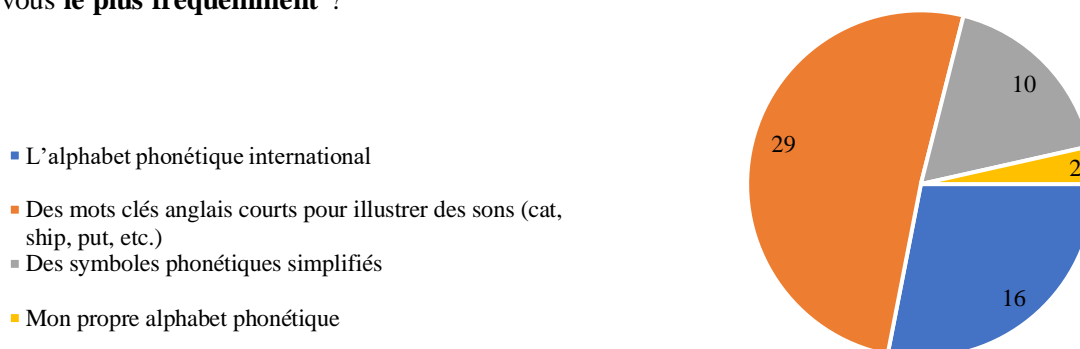 vous le plus fréquemment ?
L'alphabet phonétique international
Des mots clés anglais courts pour illustrer des sons (cat,
ship, put, etc.)
Des symboles phonétiques simplifiés
Mon propre alphabet phonétique
10
29
2
16